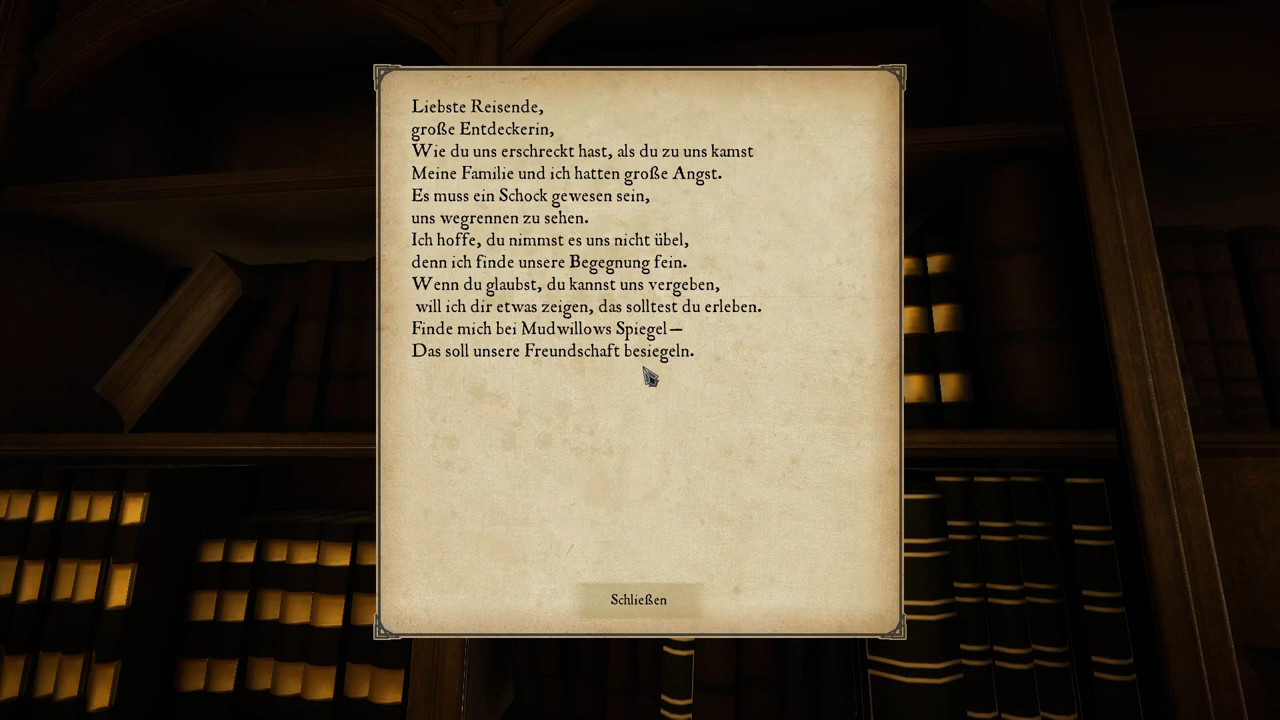 Liebste Reisende,
große Entdeckerin,
Wie du uns erschreckt hast, als du zu uns kamst
Meine Familie und ich hatten große Angst.
Es muss ein Schock gewesen sein,
uns wegrennen zu sehen.
Ich hoffe, du nimmst es uns nicht übel,
denn ich finde unsere Begegnung fein.
Wenn du glaubst, du kannst uns vergeben,
will ich dir etwas zeigen, das solltest du erleben.
Finde mich bei Mudwillows Spiegel—
Das soll unsere Freundschaft besiegeln.
Schließen